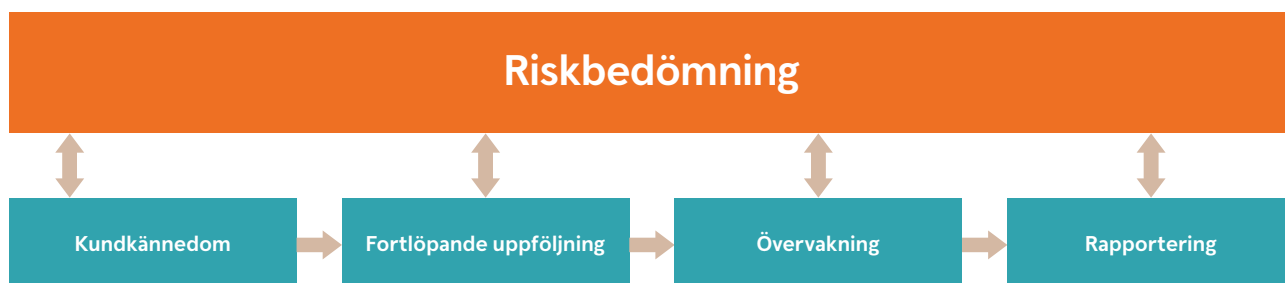 Riskbedömning
Kundkännedom
Fortlöpande uppföljning
Övervakning
Rapportering